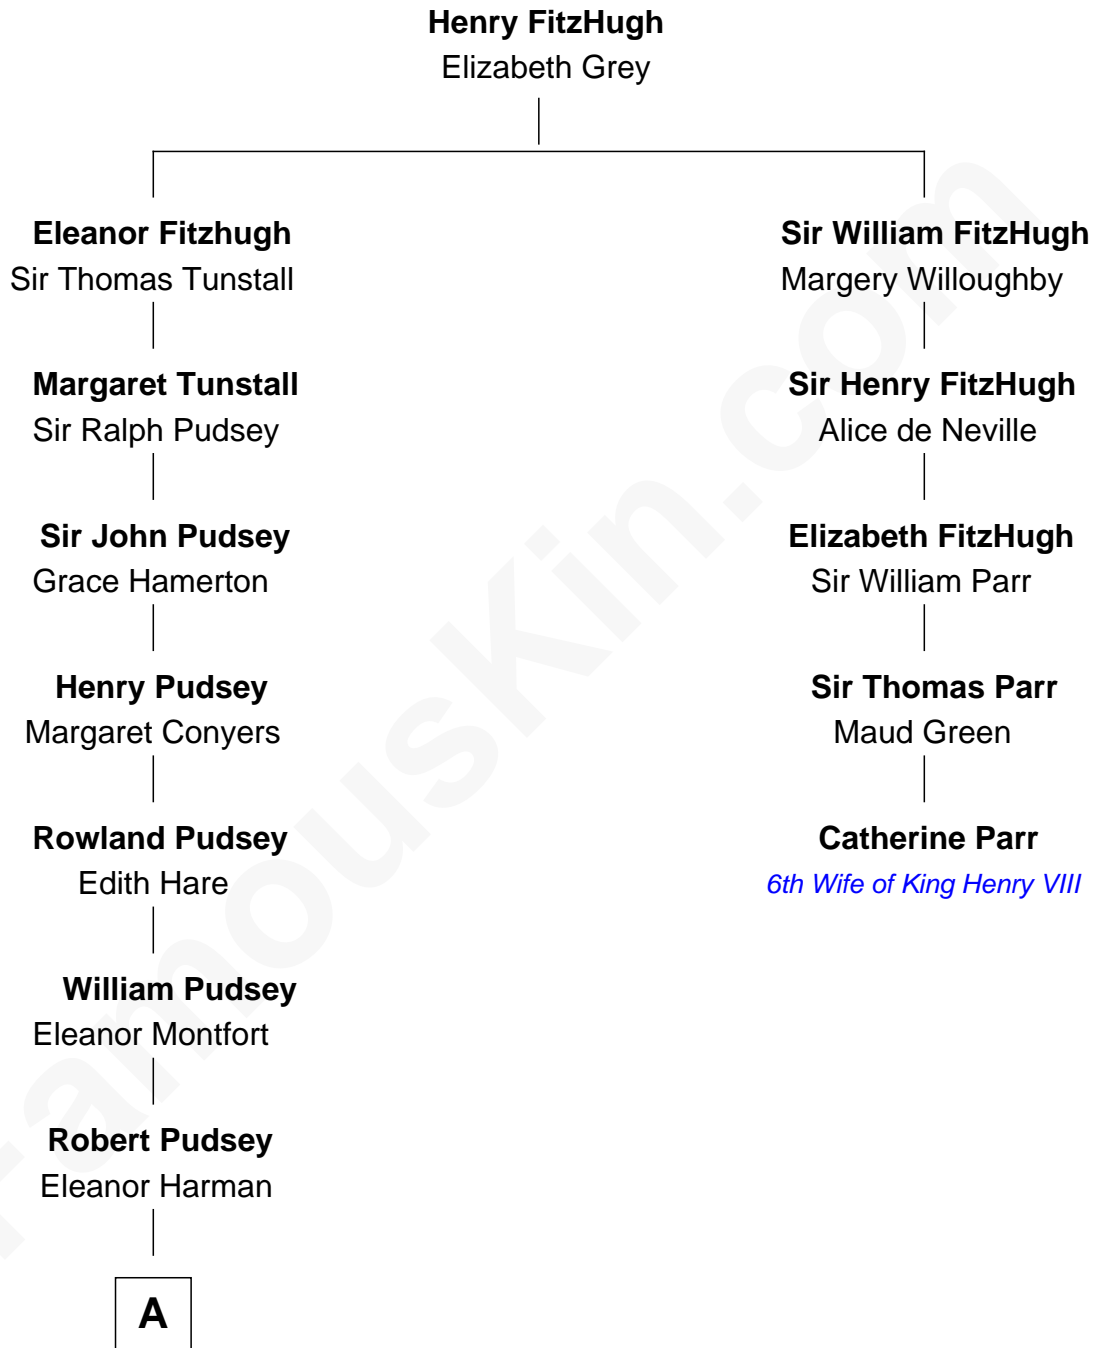 Henry FitzHugh
Elizabeth Grey
Eleanor Fitzhugh
Sir Thomas Tunstall
Sir William FitzHugh
Margery Willoughby
Margaret Tunstall
Sir Ralph Pudsey
Sir Henry FitzHugh
Alice de Neville
Sir John Pudsey
Grace Hamerton
Elizabeth FitzHugh
Sir William Parr
Henry Pudsey
Margaret Conyers
Sir Thomas Parr
Maud Green
Rowland Pudsey
Edith Hare
Catherine Parr
6th Wife of King Henry VIII
William Pudsey
Eleanor Montfort
Robert Pudsey
Eleanor Harman
A
FamousKin.com